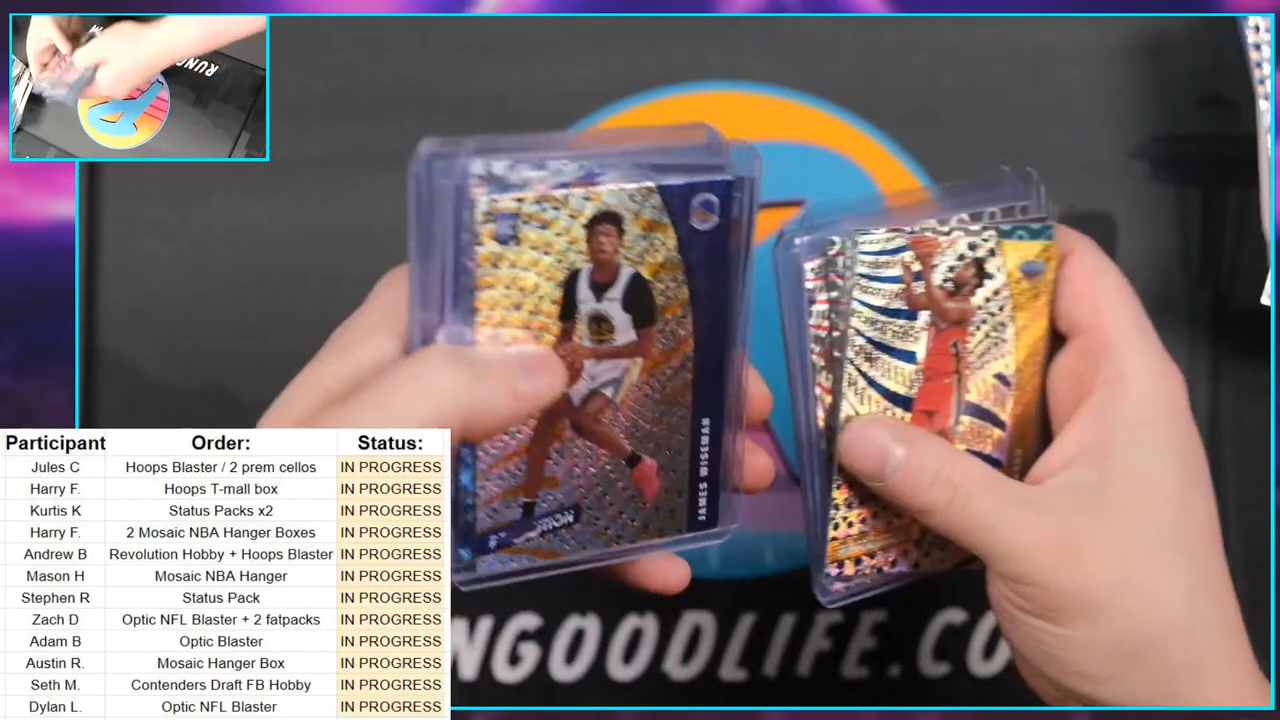 RUNG
Participant Order: Status:
Jules C Hoops Blaster / 2 prem cellos IN PROGRESS
Harry F. Hoops T-mall box IN PROGRESS
Kurtis K Status Packs x2 IN PROGRESS
Harry F. 2 Mosaic NBA Hanger Boxes IN PROGRESS
Andrew B Revolution Hobby + Hoops Blaster IN PROGRESS
Mason H Mosaic NBA Hanger IN PROGRESS
Stephen R Status Pack IN PROGRESS
Zach D Optic NFL Blaster + 2 fatpacks IN PROGRESS
Adam B Optic Blaster IN PROGRESS
Austin R. Mosaic Hanger Box IN PROGRESS
Seth M. Contenders Draft FB Hobby IN PROGRESS
Dylan L. Optic NFL Blaster IN PROGRESS
JAMES WISEMAN
NGOODLIFE.CO